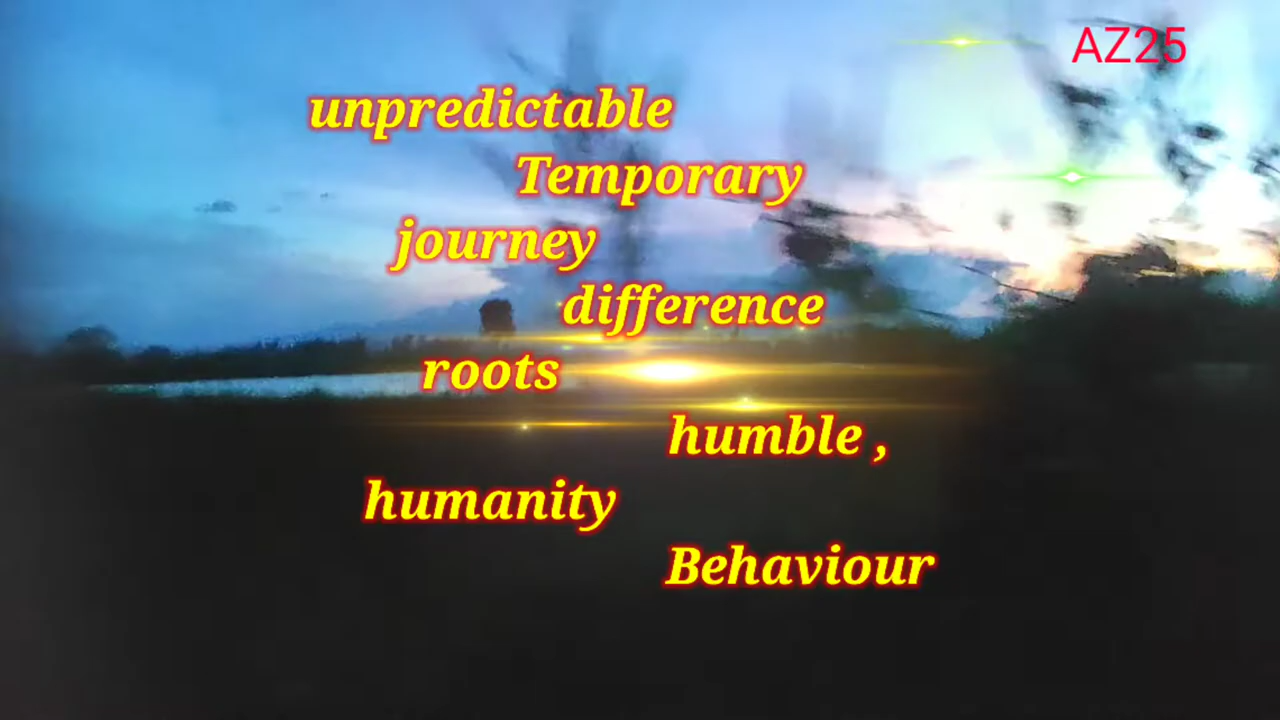 AZ25
unpredictable
Temporary
journey
difference
roots
humble ,
humanity
Behaviour